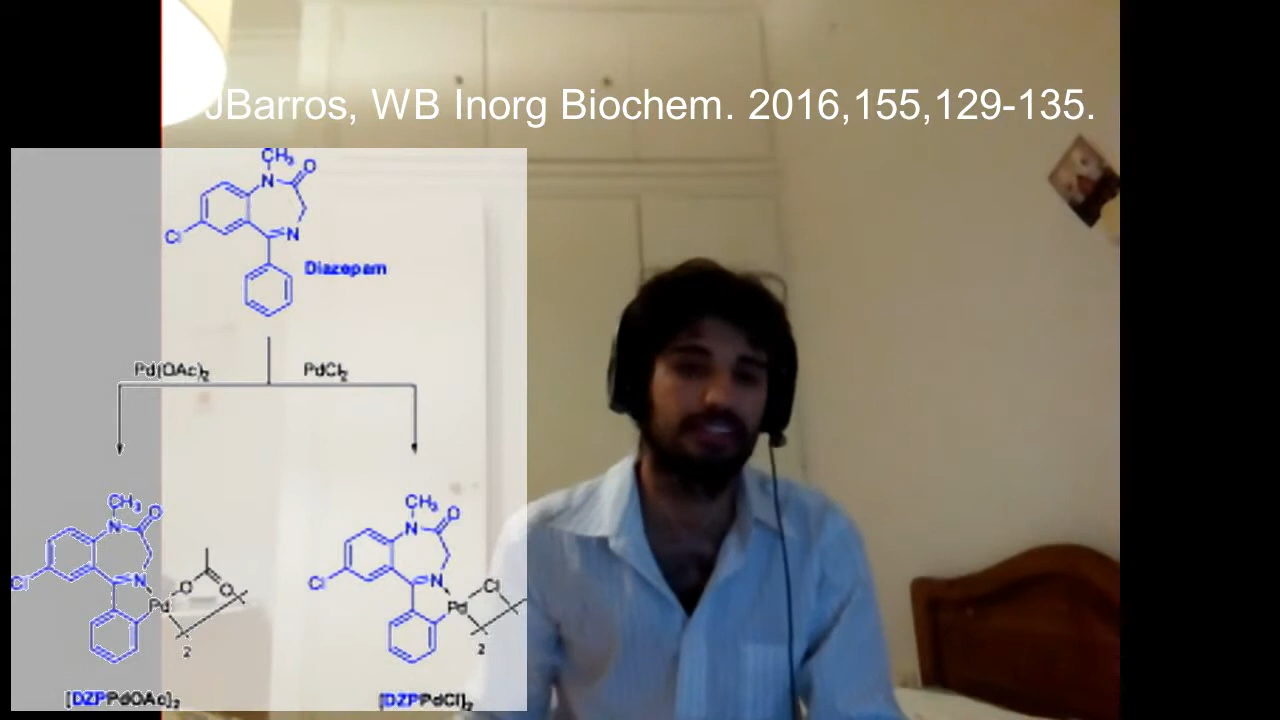 JBarros, WB Inorg Biochem. 2016,155,129-135.
CH₃
N
O
Cl
N
Diazepam
Pd(OAc)₂ PdCl₂
CH₃ CH₃
N O N O
Cl N O O Cl N Cl
Pd Pd
2 2
[DZPPdOAc]₂ [DZPPdCl]₂